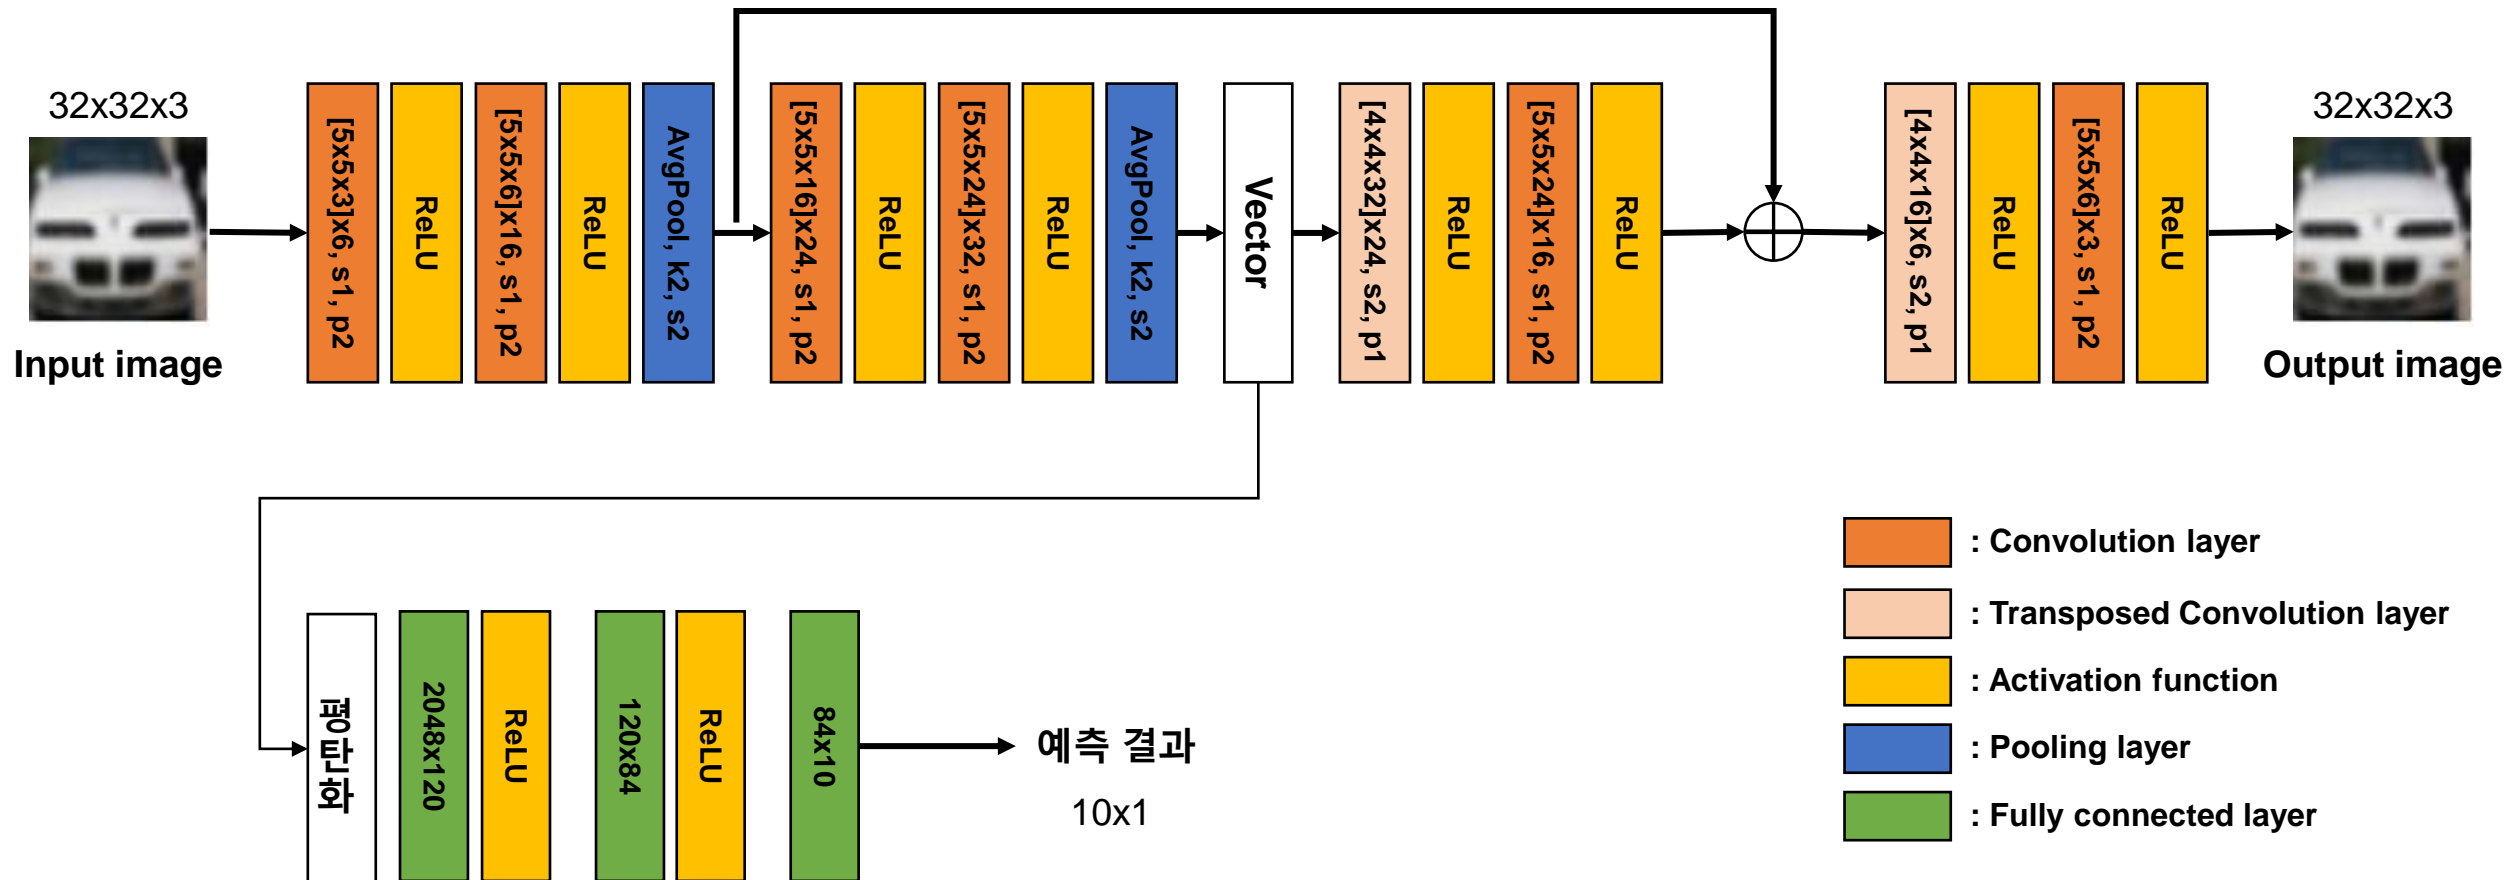 32x32x3
Input image
[5x5x3]x6, s1, p2
ReLU
[5x5x6]x16, s1, p2
ReLU
AvgPool, k2, s2
[5x5x16]x24, s1, p2
ReLU
[5x5x24]x32, s1, p2
ReLU
AvgPool, k2, s2
Vector
[4x4x32]x24, s2, p1
ReLU
[5x5x24]x16, s1, p2
ReLU
[4x4x16]x6, s2, p1
ReLU
[5x5x6]x3, s1, p2
ReLU
32x32x3
Output image
평탄화
2048x120
ReLU
120x84
ReLU
84x10
예측 결과
10x1
: Convolution layer
: Transposed Convolution layer
: Activation function
: Pooling layer
: Fully connected layer